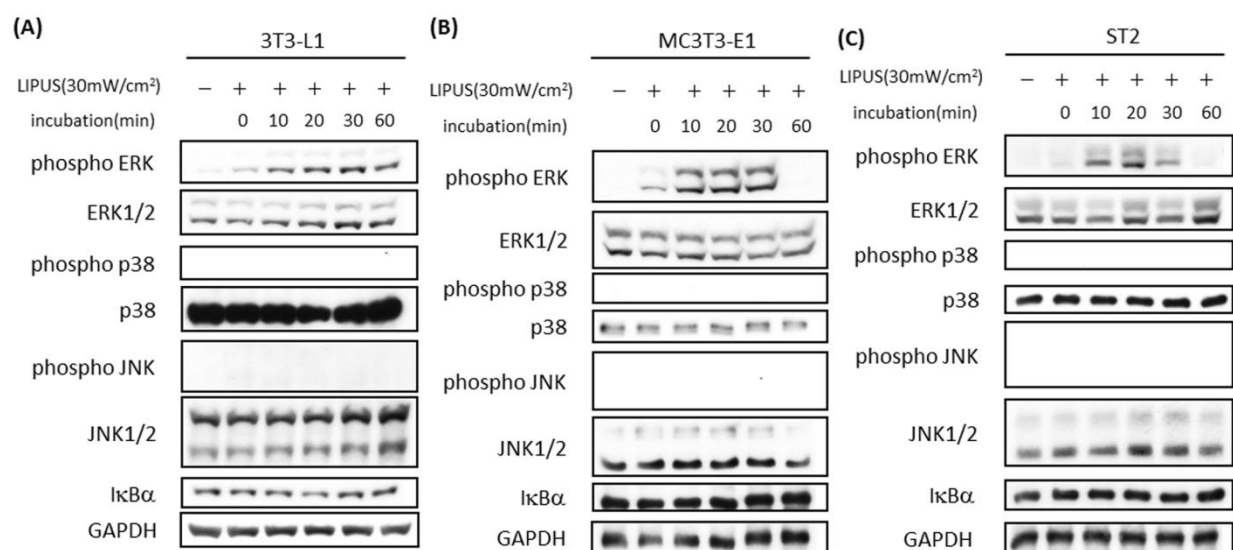 (A)
3T3-L1
LIPUS(30mW/cm²) − + + + + +
incubation(min) 0 10 20 30 60
phospho ERK
ERK1/2
phospho p38
p38
phospho JNK
JNK1/2
IκBα
GAPDH
(B)
MC3T3-E1
LIPUS(30mW/cm²) − + + + + +
incubation(min) 0 10 20 30 60
phospho ERK
ERK1/2
phospho p38
p38
phospho JNK
JNK1/2
IκBα
GAPDH
(C)
ST2
LIPUS(30mW/cm²) − + + + + +
incubation(min) 0 10 20 30 60
phospho ERK
ERK1/2
phospho p38
p38
phospho JNK
JNK1/2
IκBα
GAPDH